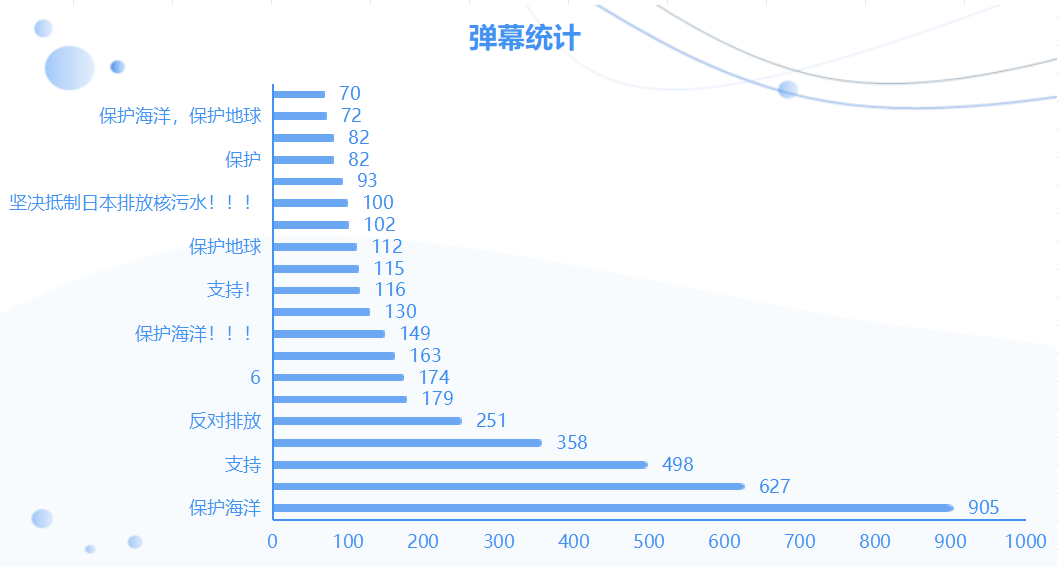 弹幕统计
70
保护海洋，保护地球 72
82
保护 82
93
坚决抵制日本排放核污水！！！ 100
102
保护地球 112
115
支持！ 116
130
保护海洋！！！ 149
163
6 174
179
反对排放 251
358
支持 498
627
保护海洋 905
0 100 200 300 400 500 600 700 800 900 1000